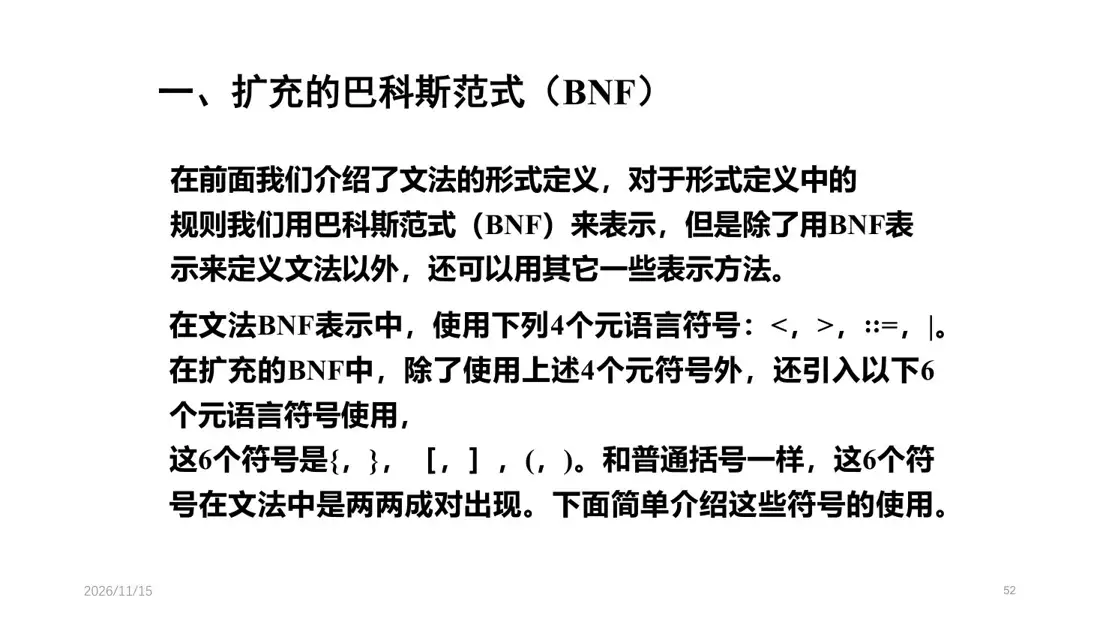 一、扩充的巴科斯范式（BNF）
在前面我们介绍了文法的形式定义，对于形式定义中的
规则我们用巴科斯范式（BNF）来表示，但是除了用BNF表
示来定义文法以外，还可以用其它一些表示方法。
在文法BNF表示中，使用下列4个元语言符号：<，>，::=，|。
在扩充的BNF中，除了使用上述4个元符号外，还引入以下6
个元语言符号使用，
这6个符号是{，}，［，］，(，)。和普通括号一样，这6个符
号在文法中是两两成对出现。下面简单介绍这些符号的使用。
2026/11/15
52